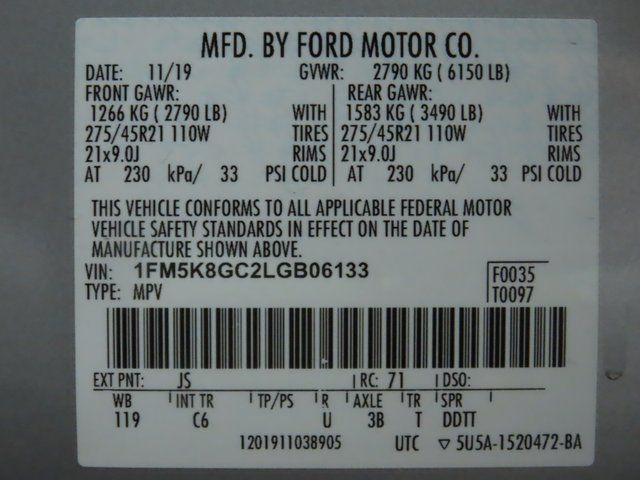 MFD. BY FORD MOTOR CO.
DATE: 11/19 GVWR: 2790 KG ( 6150 LB)
FRONT GAWR: REAR GAWR:
1266 KG ( 2790 LB) WITH 1583 KG ( 3490 LB) WITH
275/45R21 110W TIRES 275/45R21 110W TIRES
21x9.0J RIMS 21x9.0J RIMS
AT 230 kPa/ 33 PSI COLD AT 230 kPa/ 33 PSI COLD
THIS VEHICLE CONFORMS TO ALL APPLICABLE FEDERAL MOTOR
VEHICLE SAFETY STANDARDS IN EFFECT ON THE DATE OF
MANUFACTURE SHOWN ABOVE.
VIN: 1FM5K8GC2LGB06133 F0035
TYPE: MPV T0097
EXT PNT: JS RC: 71 DSO:
WB INT TR TP/PS R AXLE TR SPR
119 C6 U 3B T DDTT
1201911038905 UTC ▽ 5U5A-1520472-BA